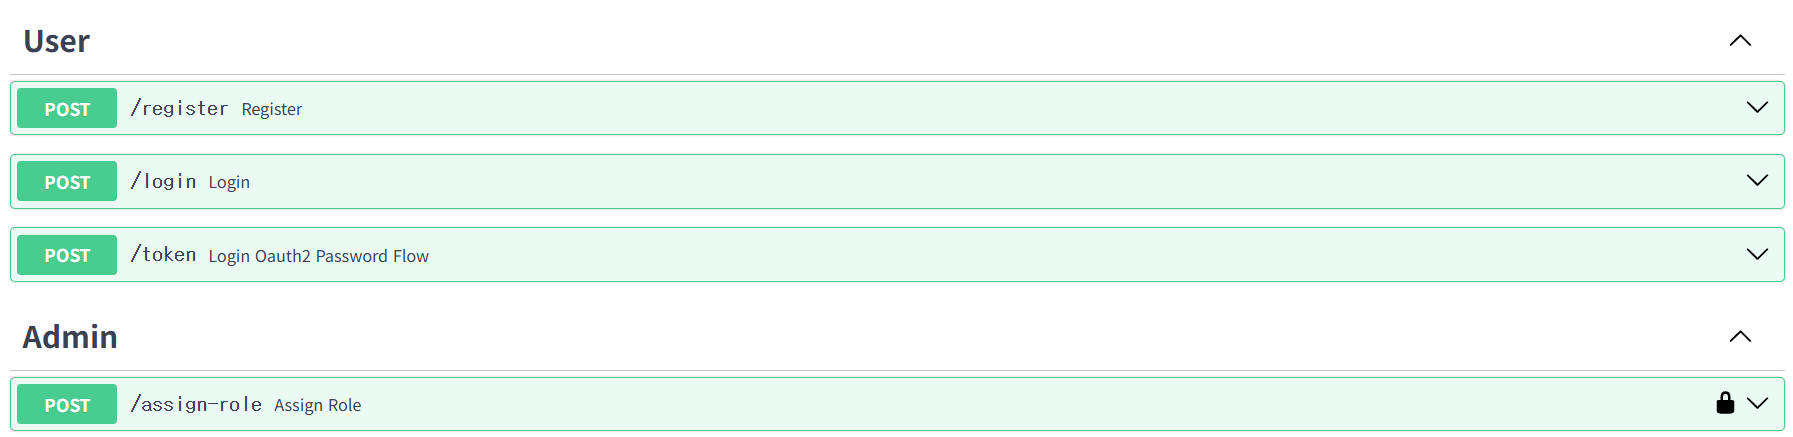 User
POST /register Register
POST /login Login
POST /token Login Oauth2 Password Flow
Admin
POST /assign-role Assign Role